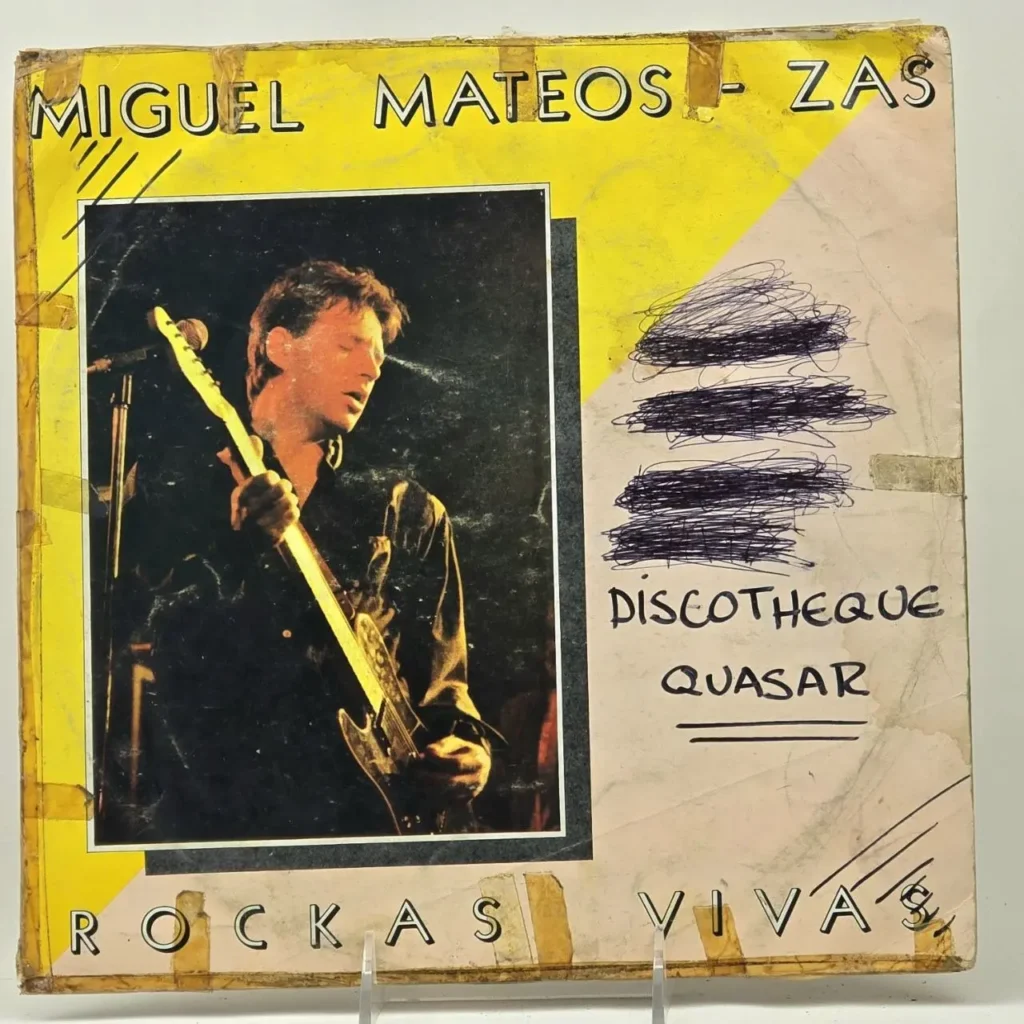 MIGUEL MATEOS - ZAS
DISCOTHEQUE
QUASAR
ROCKAS VIVAS